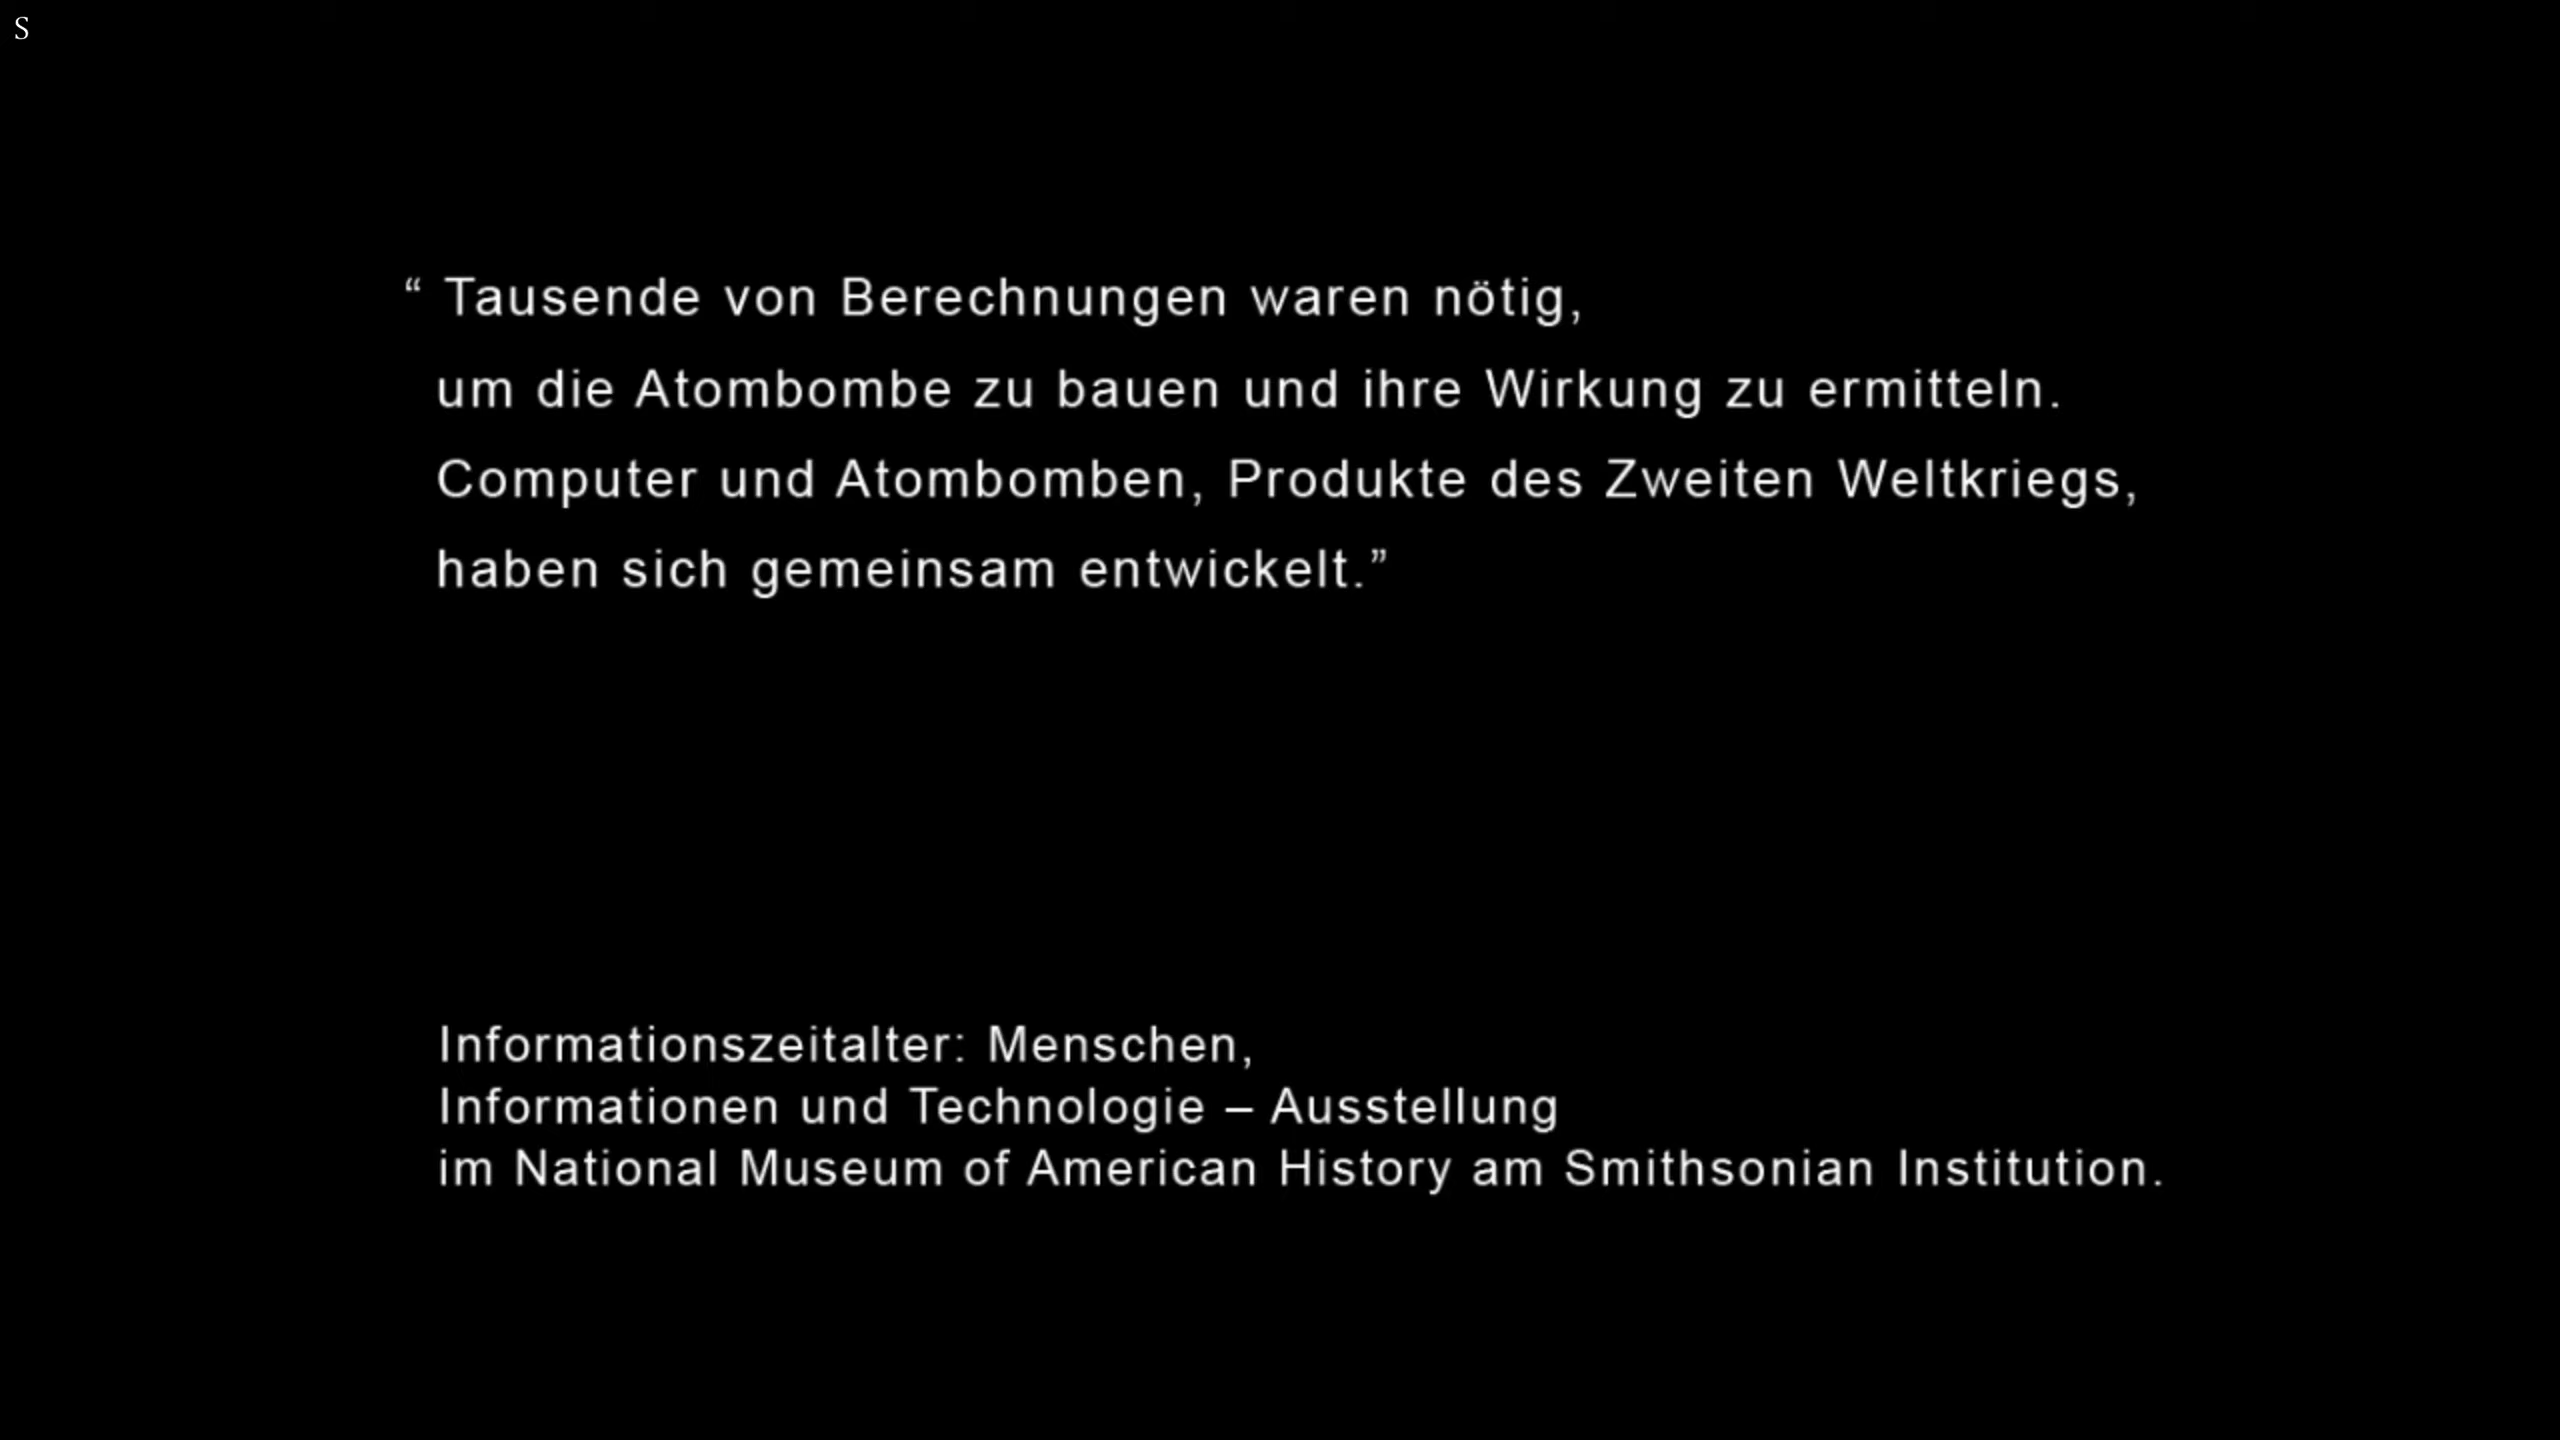 S
“ Tausende von Berechnungen waren nötig,
um die Atombombe zu bauen und ihre Wirkung zu ermitteln.
Computer und Atombomben, Produkte des Zweiten Weltkriegs,
haben sich gemeinsam entwickelt.”
Informationszeitalter: Menschen,
Informationen und Technologie – Ausstellung
im National Museum of American History am Smithsonian Institution.